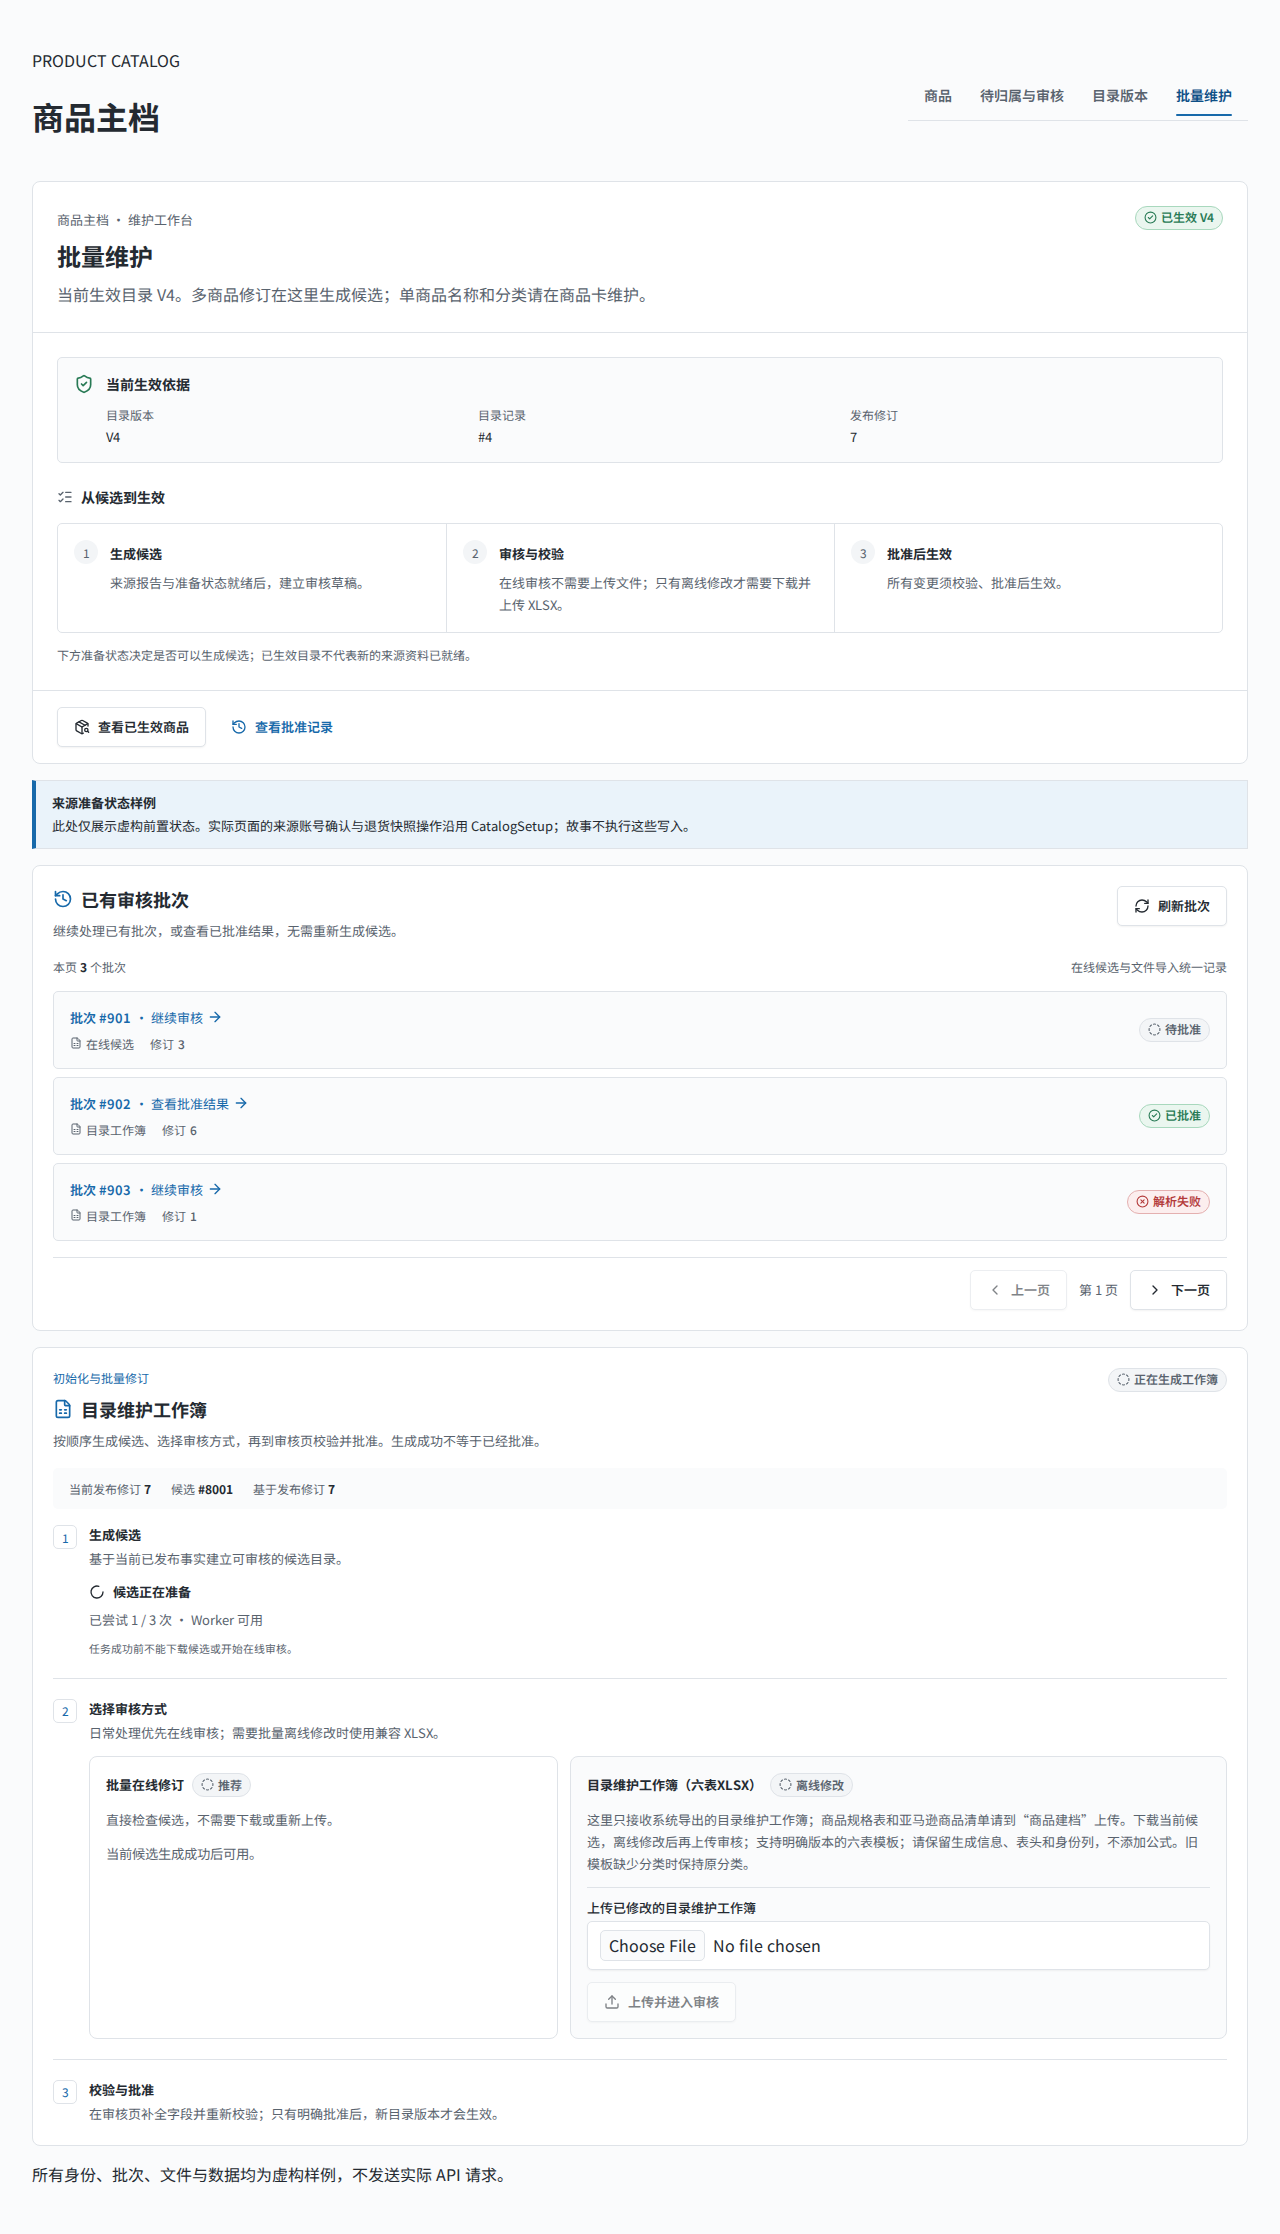 PRODUCT CATALOG
商品主档
商品 待归属与审核 目录版本 批量维护
商品主档 · 维护工作台
已生效 V4
批量维护
当前生效目录 V4。多商品修订在这里生成候选；单商品名称和分类请在商品卡维护。
当前生效依据
目录版本 目录记录 发布修订
V4 #4 7
从候选到生效
1 生成候选
来源报告与准备状态就绪后，建立审核草稿。
2 审核与校验
在线审核不需要上传文件；只有离线修改才需要下载并
上传 XLSX。
3 批准后生效
所有变更须校验、批准后生效。
下方准备状态决定是否可以生成候选；已生效目录不代表新的来源资料已就绪。
查看已生效商品 查看批准记录
来源准备状态样例
此处仅展示虚构前置状态。实际页面的来源账号确认与退货快照操作沿用 CatalogSetup；故事不执行这些写入。
已有审核批次
刷新批次
继续处理已有批次，或查看已批准结果，无需重新生成候选。
本页 3 个批次 在线候选与文件导入统一记录
批次 #901 · 继续审核 →
在线候选 修订 3
待批准
批次 #902 · 查看批准结果 →
目录工作簿 修订 6
已批准
批次 #903 · 继续审核 →
目录工作簿 修订 1
解析失败
上一页 第 1 页 下一页
初始化与批量修订
正在生成工作簿
目录维护工作簿
按顺序生成候选、选择审核方式，再到审核页校验并批准。生成成功不等于已经批准。
当前发布修订 7 候选 #8001 基于发布修订 7
1 生成候选
基于当前已发布事实建立可审核的候选目录。
候选正在准备
已尝试 1 / 3 次 · Worker 可用
任务成功前不能下载候选或开始在线审核。
2 选择审核方式
日常处理优先在线审核；需要批量离线修改时使用兼容 XLSX。
批量在线修订 推荐
直接检查候选，不需要下载或重新上传。
当前候选生成成功后可用。
目录维护工作簿（六表XLSX） 离线修改
这里只接收系统导出的目录维护工作簿；商品规格表和亚马逊商品清单请到“商品建档”上传。下载当前候
选，离线修改后再上传审核；支持明确版本的六表模板；请保留生成信息、表头和身份列，不添加公式。旧
模板缺少分类时保持原分类。
上传已修改的目录维护工作簿
Choose File No file chosen
上传并进入审核
3 校验与批准
在审核页补全字段并重新校验；只有明确批准后，新目录版本才会生效。
所有身份、批次、文件与数据均为虚构样例，不发送实际 API 请求。